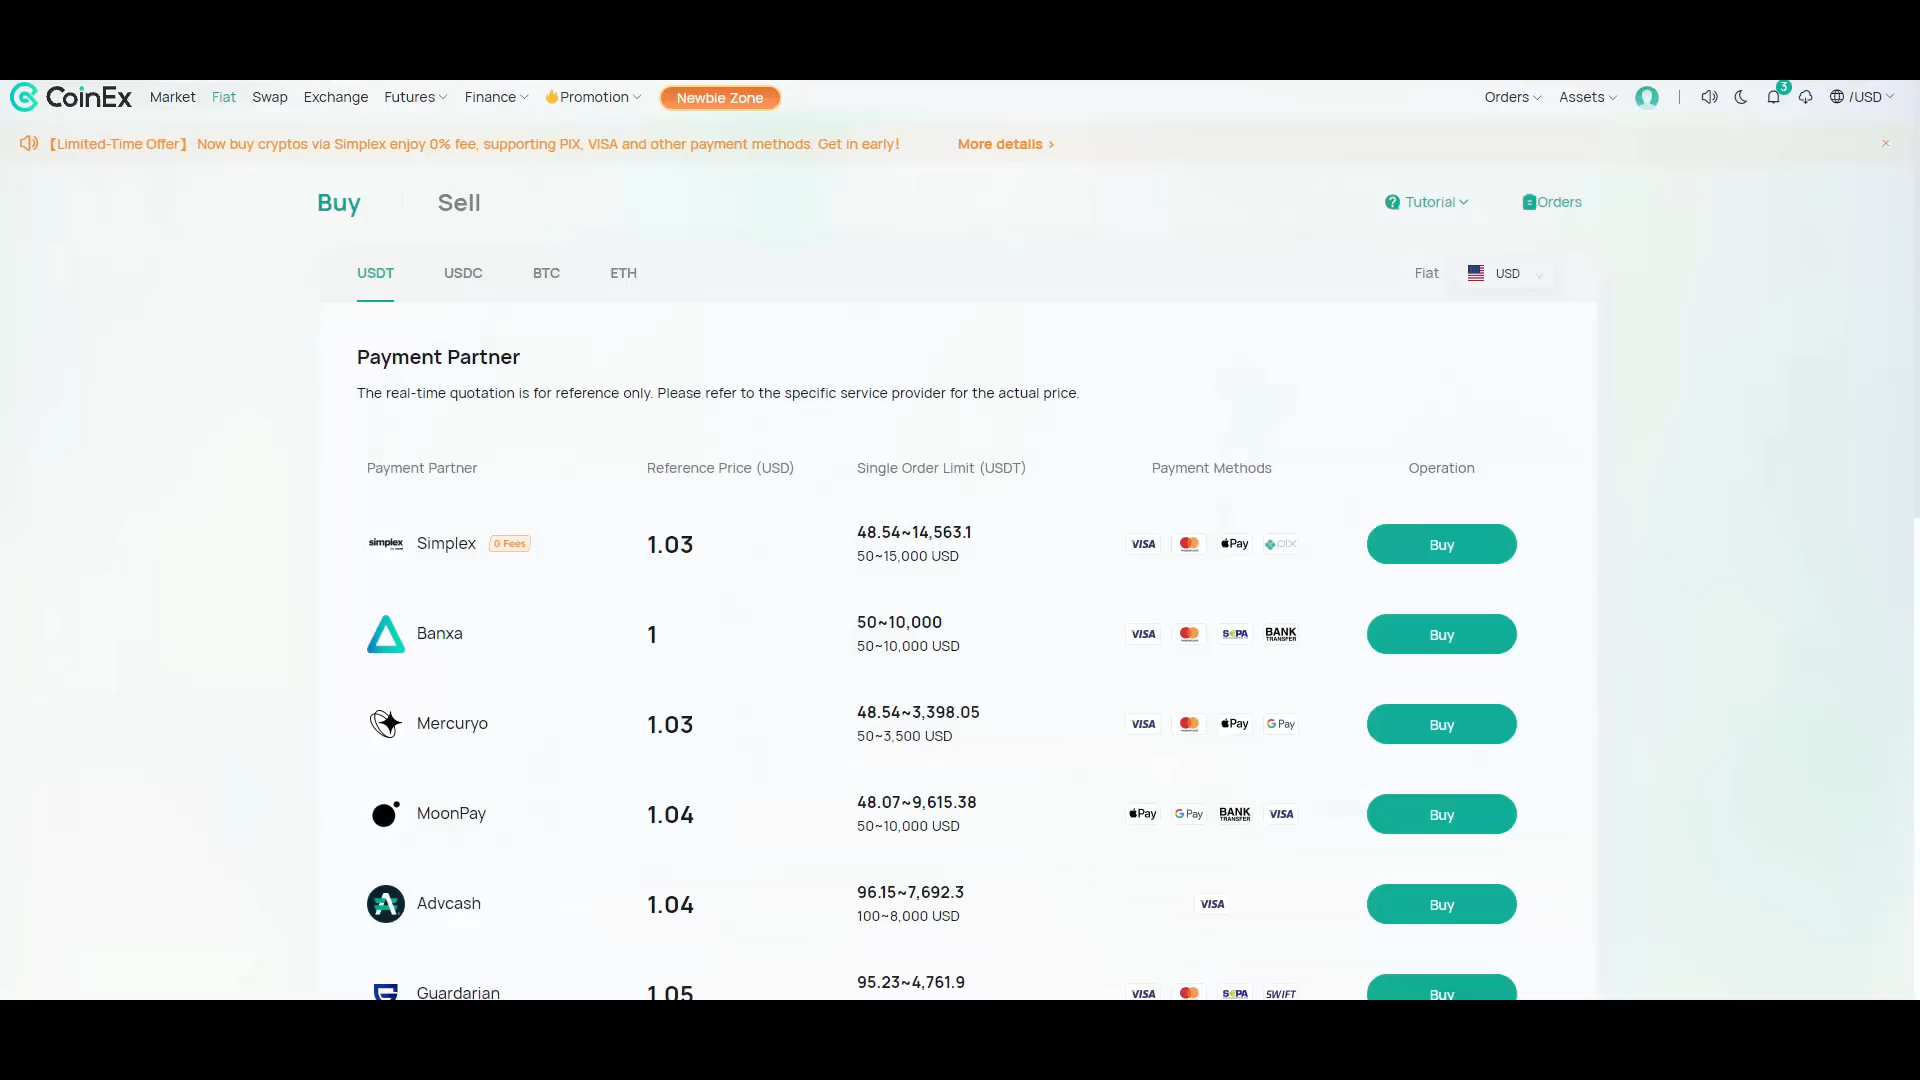 CoinEx Market Fiat Swap Exchange Futures Finance Promotion Newbie Zone Orders Assets 3 /USD
【Limited-Time Offer】 Now buy cryptos via Simplex enjoy 0% fee, supporting PIX, VISA and other payment methods. Get in early! More details >
Buy Sell Tutorial Orders
USDT USDC BTC ETH Fiat USD
Payment Partner
The real-time quotation is for reference only. Please refer to the specific service provider for the actual price.
Payment Partner Reference Price (USD) Single Order Limit (USDT) Payment Methods Operation
simplex Simplex 0 Fees 1.03 48.54~14,563.1 VISA Pay pix Buy
50~15,000 USD
Banxa 1 50~10,000 VISA SEPA BANK TRANSFER Buy
50~10,000 USD
Mercuryo 1.03 48.54~3,398.05 VISA Pay G Pay Buy
50~3,500 USD
MoonPay 1.04 48.07~9,615.38 Pay G Pay BANK TRANSFER VISA Buy
50~10,000 USD
Advcash 1.04 96.15~7,692.3 VISA Buy
100~8,000 USD
Guardarian 1.05 95.23~4,761.9 VISA SEPA SWIFT Buy